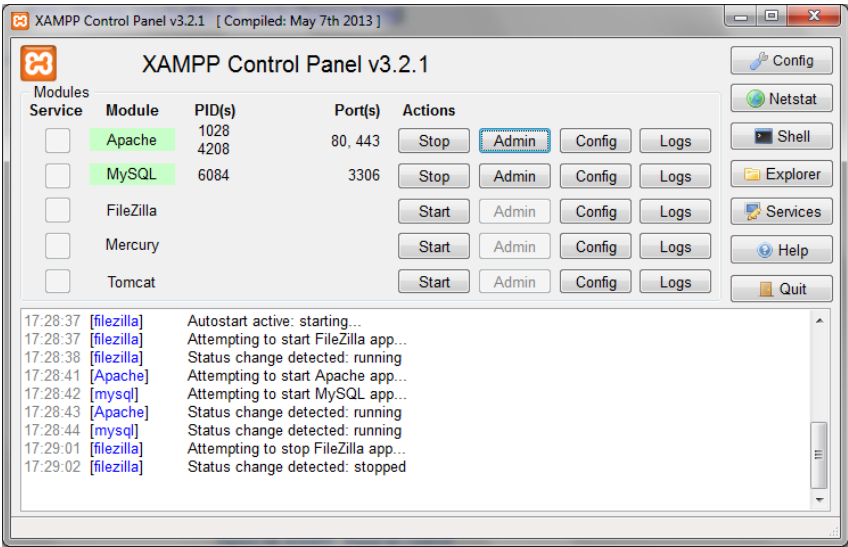 XAMPP Control Panel v3.2.1 [ Compiled: May 7th 2013 ]
XAMPP Control Panel v3.2.1
Config
Modules
Service Module PID(s) Port(s) Actions
Netstat
Apache 1028 4208 80, 443 Stop Admin Config Logs
Shell
MySQL 6084 3306 Stop Admin Config Logs
Explorer
FileZilla Start Admin Config Logs
Services
Mercury Start Admin Config Logs
Help
Tomcat Start Admin Config Logs
Quit
17:28:37 [filezilla] Autostart active: starting...
17:28:37 [filezilla] Attempting to start FileZilla app...
17:28:38 [filezilla] Status change detected: running
17:28:41 [Apache] Attempting to start Apache app...
17:28:42 [mysql] Attempting to start MySQL app...
17:28:43 [Apache] Status change detected: running
17:28:44 [mysql] Status change detected: running
17:29:01 [filezilla] Attempting to stop FileZilla app...
17:29:02 [filezilla] Status change detected: stopped